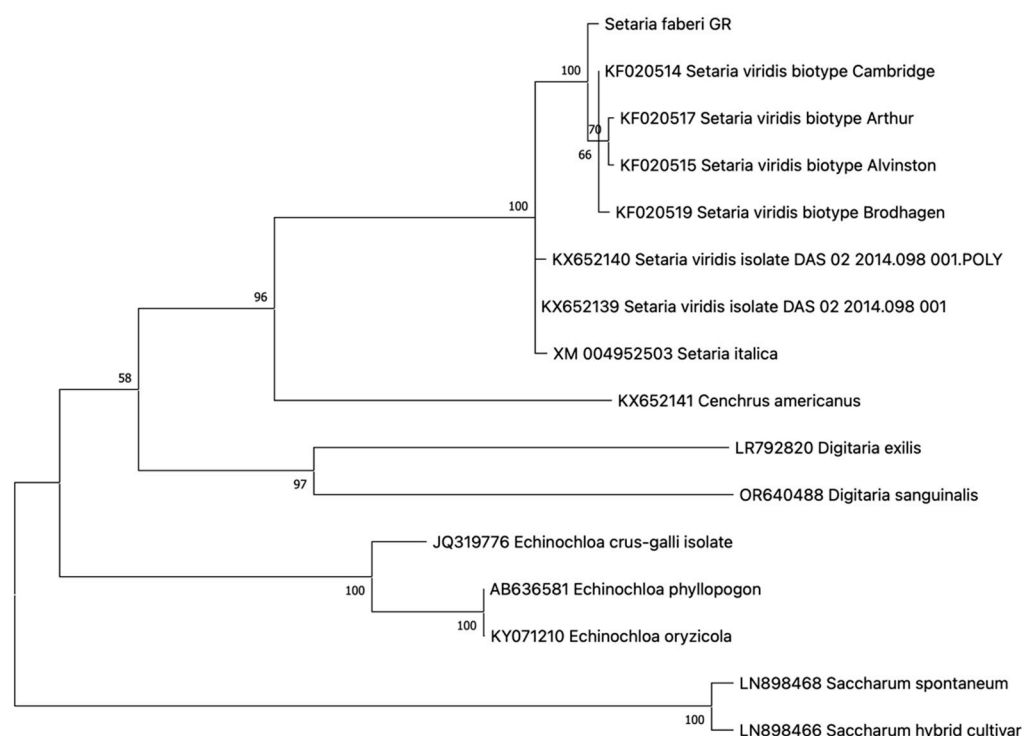 Setaria faberi GR
100
KF020514 Setaria viridis biotype Cambridge
KF020517 Setaria viridis biotype Arthur
70
66
KF020515 Setaria viridis biotype Alvinston
100
KF020519 Setaria viridis biotype Brodhagen
KX652140 Setaria viridis isolate DAS 02 2014.098 001.POLY
96
KX652139 Setaria viridis isolate DAS 02 2014.098 001
XM 004952503 Setaria italica
58
KX652141 Cenchrus americanus
LR792820 Digitaria exilis
97
OR640488 Digitaria sanguinalis
JQ319776 Echinochloa crus-galli isolate
100
AB636581 Echinochloa phyllopogon
100
KY071210 Echinochloa oryzicola
LN898468 Saccharum spontaneum
100
LN898466 Saccharum hybrid cultivar